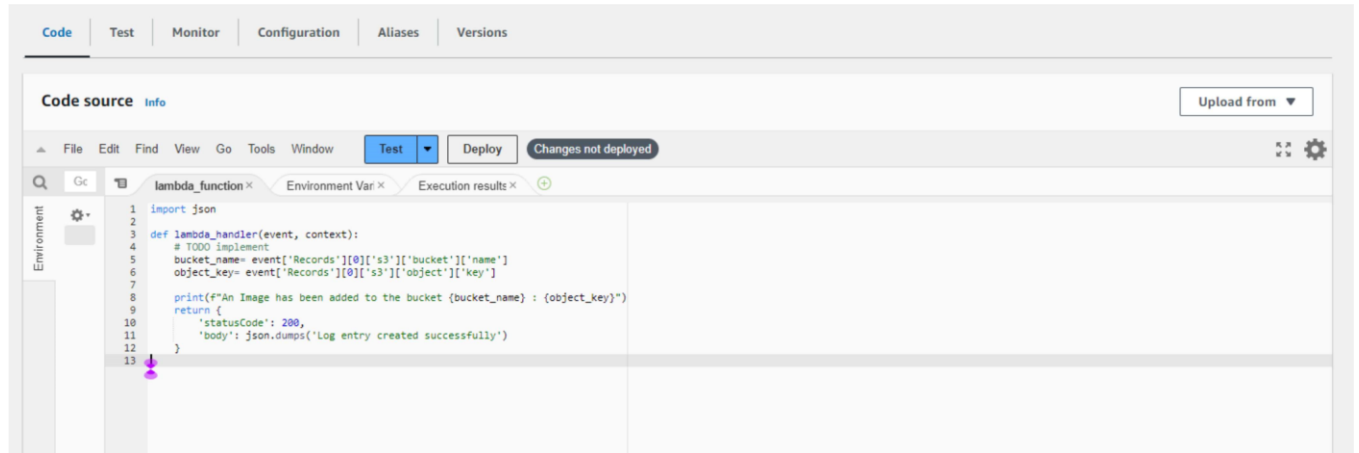 Code Test Monitor Configuration Aliases Versions
Code source Info Upload from ▼
File Edit Find View Go Tools Window Test Deploy Changes not deployed
Go lambda_function × Environment Vari × Execution results ×
Environment
1 import json
2
3 def lambda_handler(event, context):
4     # TODO implement
5     bucket_name= event['Records'][0]['s3']['bucket']['name']
6     object_key= event['Records'][0]['s3']['object']['key']
7
8     print(f"An Image has been added to the bucket {bucket_name} : {object_key}")
9     return {
10         'statusCode': 200,
11         'body': json.dumps('Log entry created successfully')
12     }
13